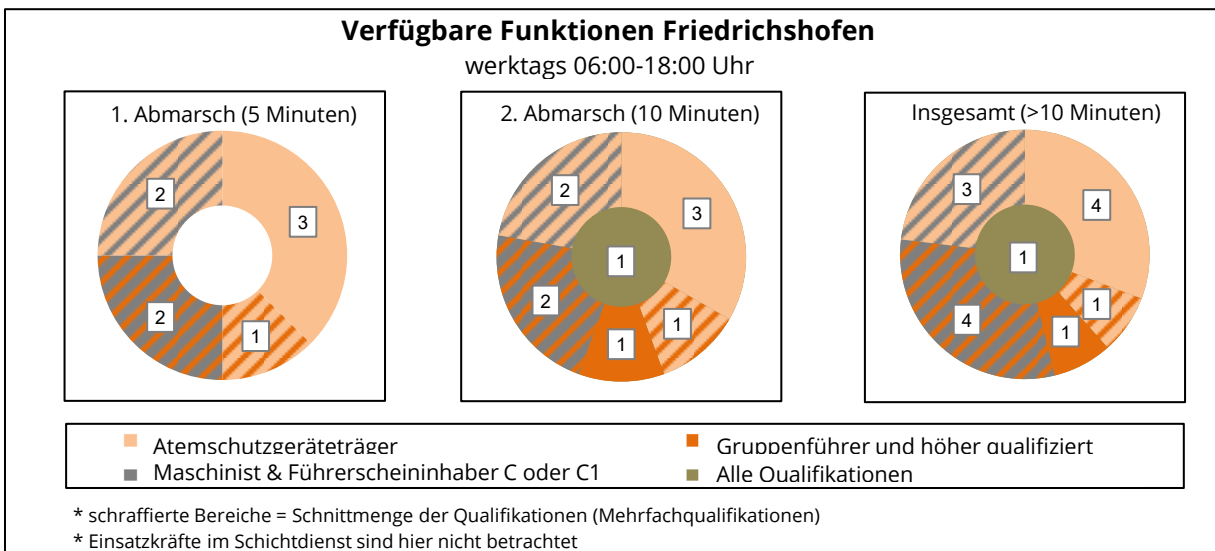 Verfügbare Funktionen Friedrichshofen
werktags 06:00-18:00 Uhr
1. Abmarsch (5 Minuten)
2
3
2
1
2. Abmarsch (10 Minuten)
2
3
1
2
1
1
Insgesamt (>10 Minuten)
3
4
1
1
4
1
Atemschutzgeräteträger
Gruppenführer und höher qualifiziert
Maschinist & Führerscheininhaber C oder C1
Alle Qualifikationen
* schraffierte Bereiche = Schnittmenge der Qualifikationen (Mehrfachqualifikationen)
* Einsatzkräfte im Schichtdienst sind hier nicht betrachtet